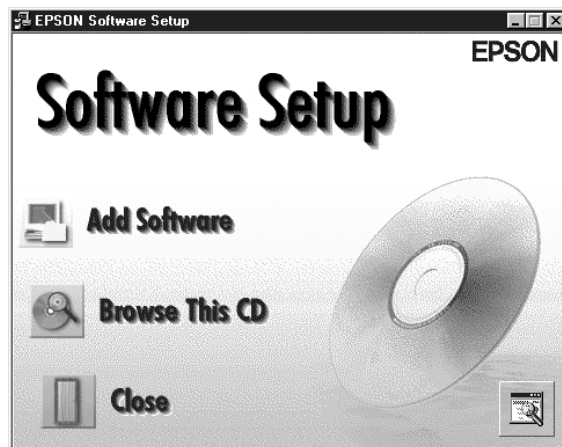 EPSON Software Setup
EPSON
Software Setup
Add Software
Browse This CD
Close